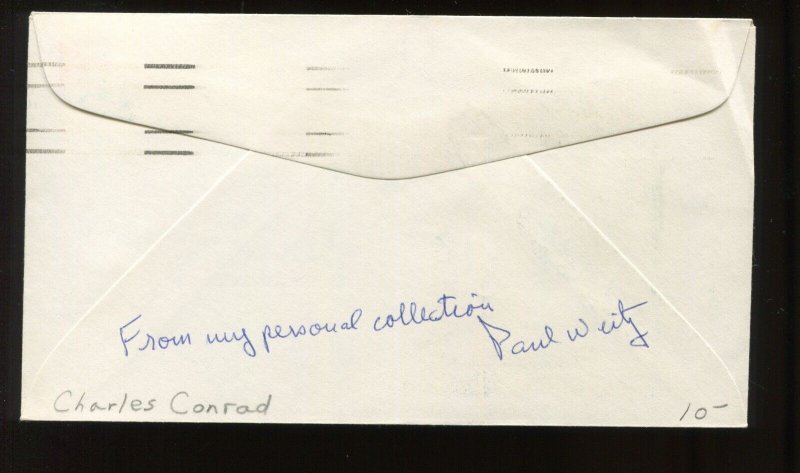 From my personal collection
Paul Weitz
Charles Conrad
10-